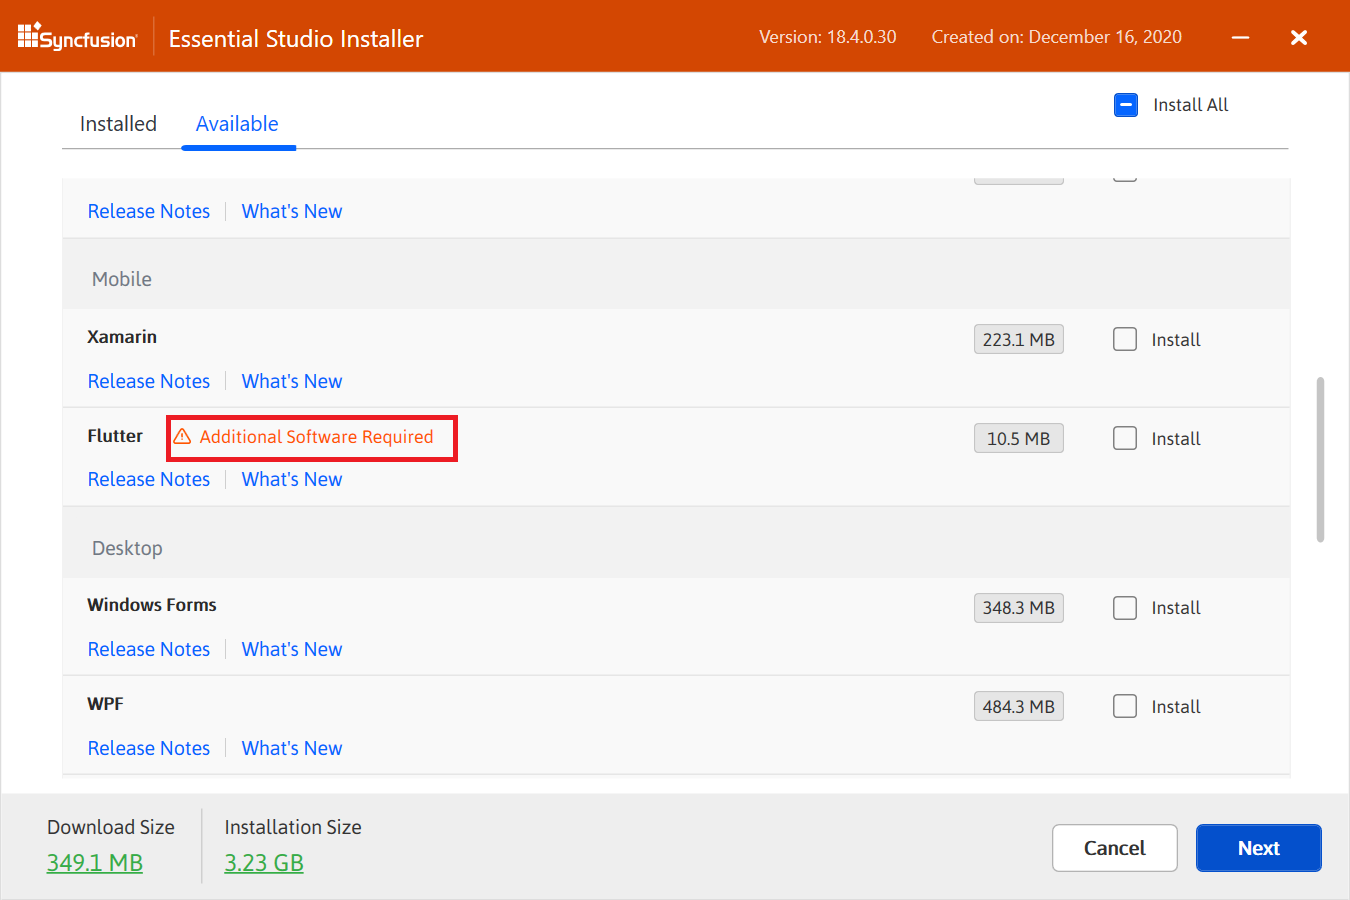 Syncfusion
Essential Studio Installer
Version: 18.4.0.30
Created on: December 16, 2020
Installed
Available
Install All
Release Notes
What's New
Mobile
Xamarin
223.1 MB
Install
Release Notes
What's New
Flutter
Additional Software Required
10.5 MB
Install
Release Notes
What's New
Desktop
Windows Forms
348.3 MB
Install
Release Notes
What's New
WPF
484.3 MB
Install
Release Notes
What's New
Download Size
349.1 MB
Installation Size
3.23 GB
Cancel
Next